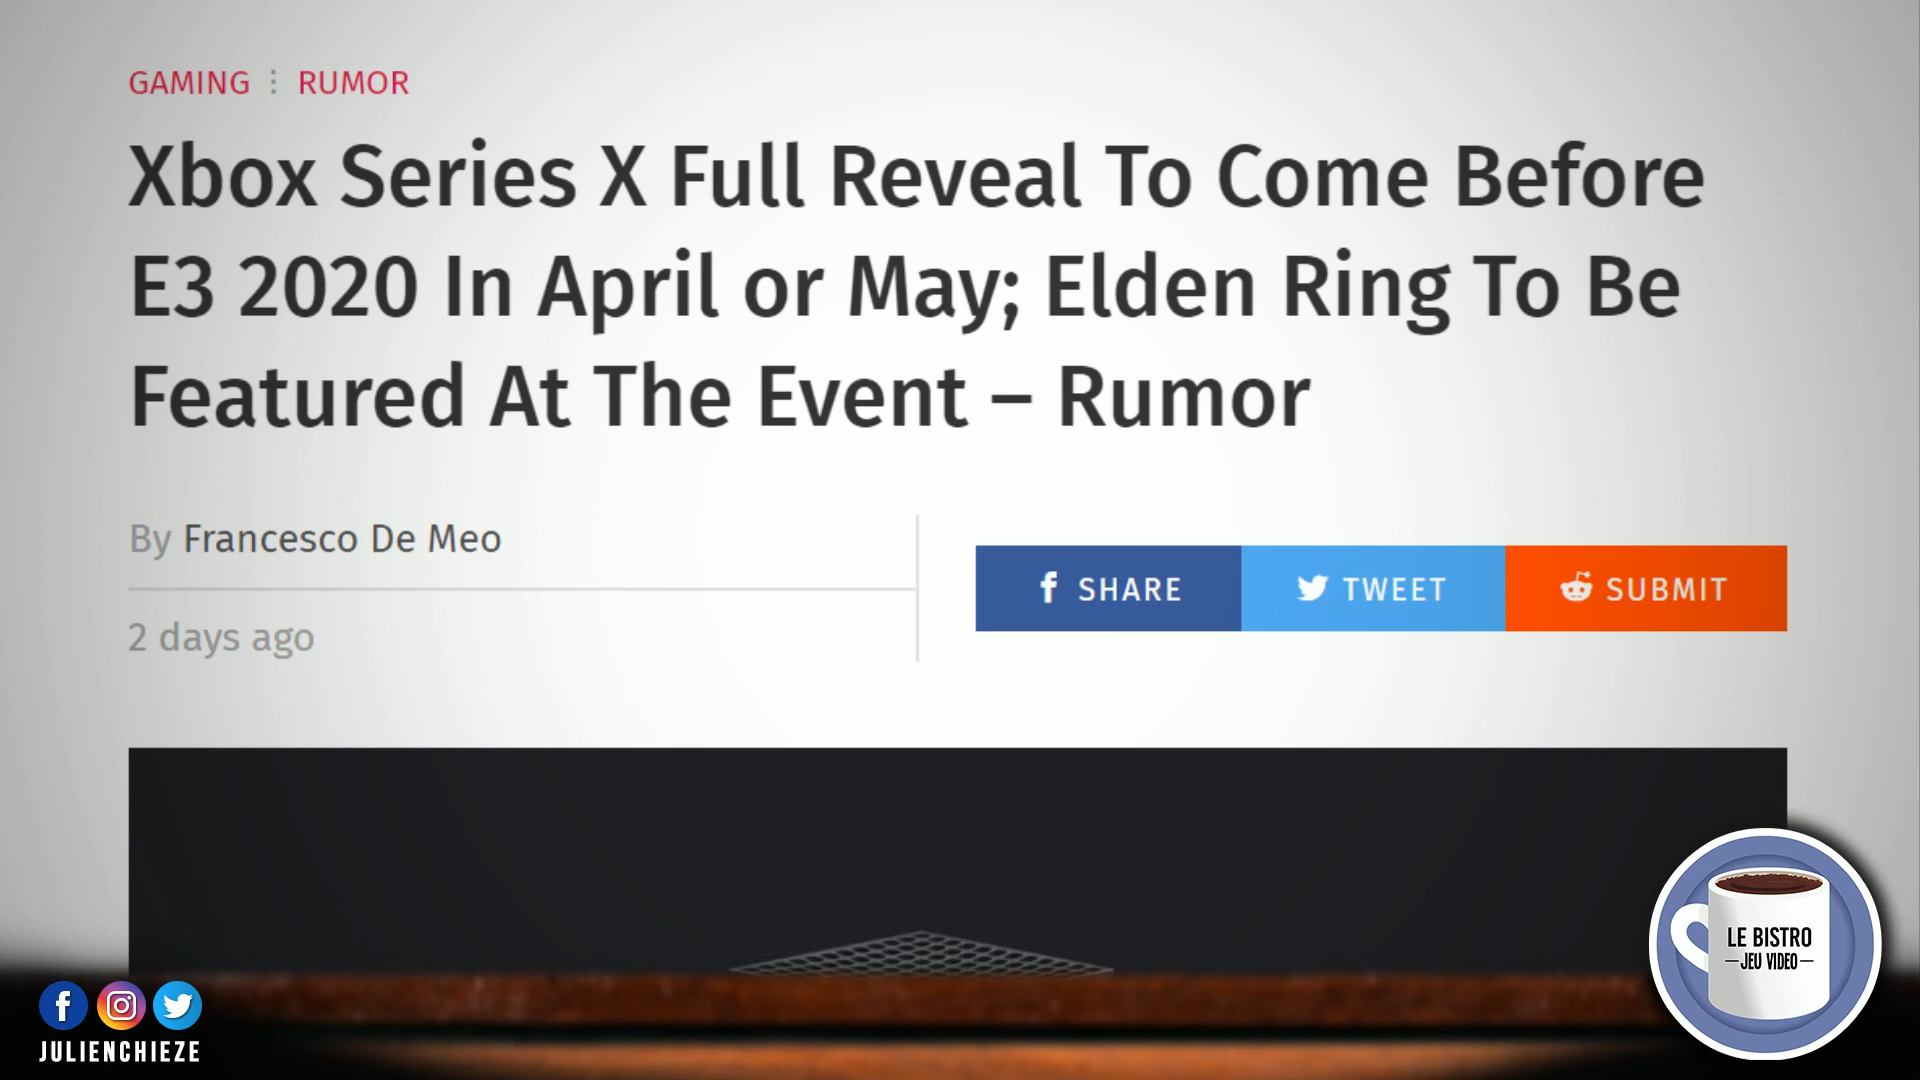 GAMING ⋮ RUMOR
Xbox Series X Full Reveal To Come Before
E3 2020 In April or May; Elden Ring To Be
Featured At The Event – Rumor
By Francesco De Meo
SHARE
TWEET
SUBMIT
2 days ago
LE BISTRO
JEU VIDEO
JULIENCHIEZE